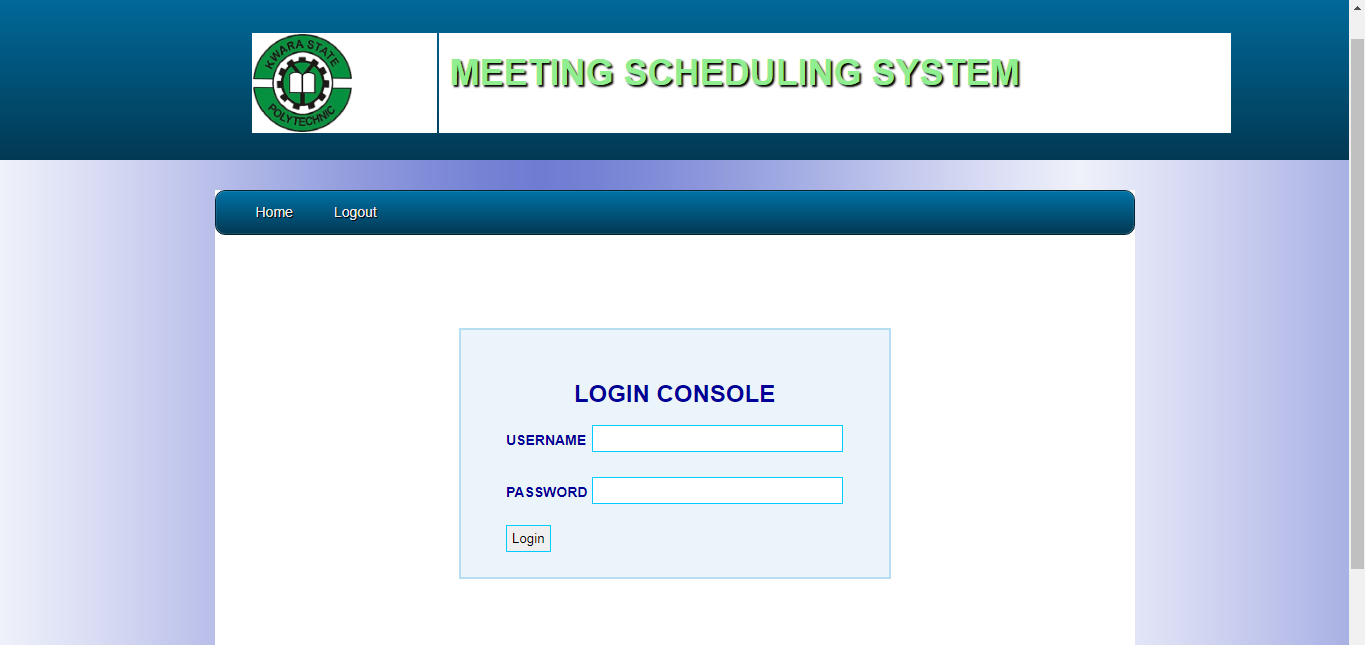 KWARA STATE
POLYTECHNIC
MEETING SCHEDULING SYSTEM
Home Logout
LOGIN CONSOLE
USERNAME
PASSWORD
Login